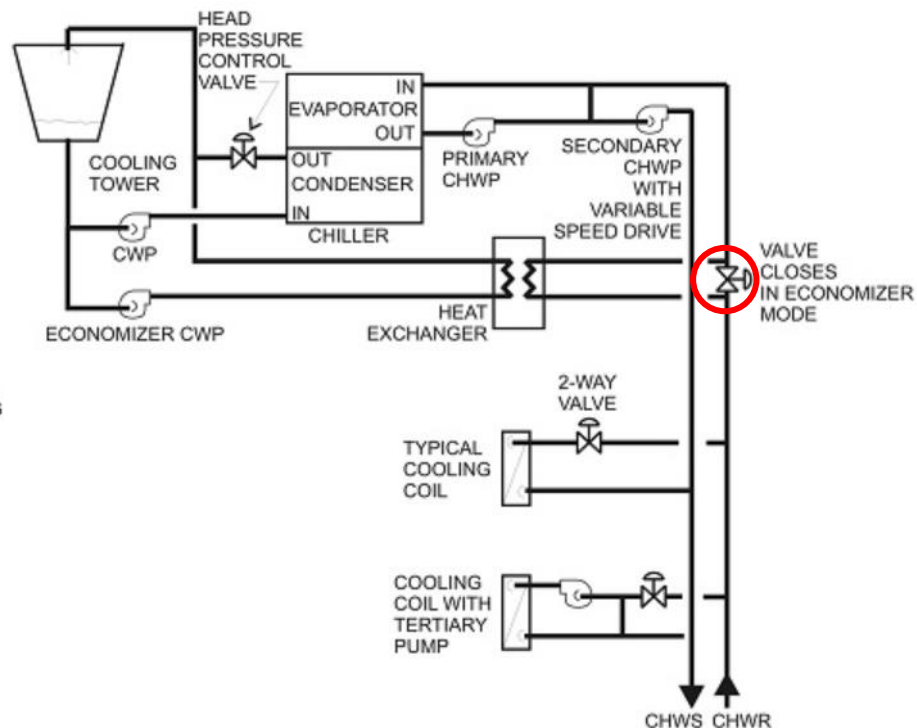 HEAD
PRESSURE
CONTROL
VALVE
IN
EVAPORATOR
OUT
OUT
CONDENSER
IN
CHILLER
COOLING
TOWER
CWP
ECONOMIZER CWP
PRIMARY
CHWP
SECONDARY
CHWP
WITH
VARIABLE
SPEED DRIVE
HEAT
EXCHANGER
VALVE
CLOSES
IN ECONOMIZER
MODE
2-WAY
VALVE
TYPICAL
COOLING
COIL
COOLING
COIL WITH
TERTIARY
PUMP
CHWS CHWR